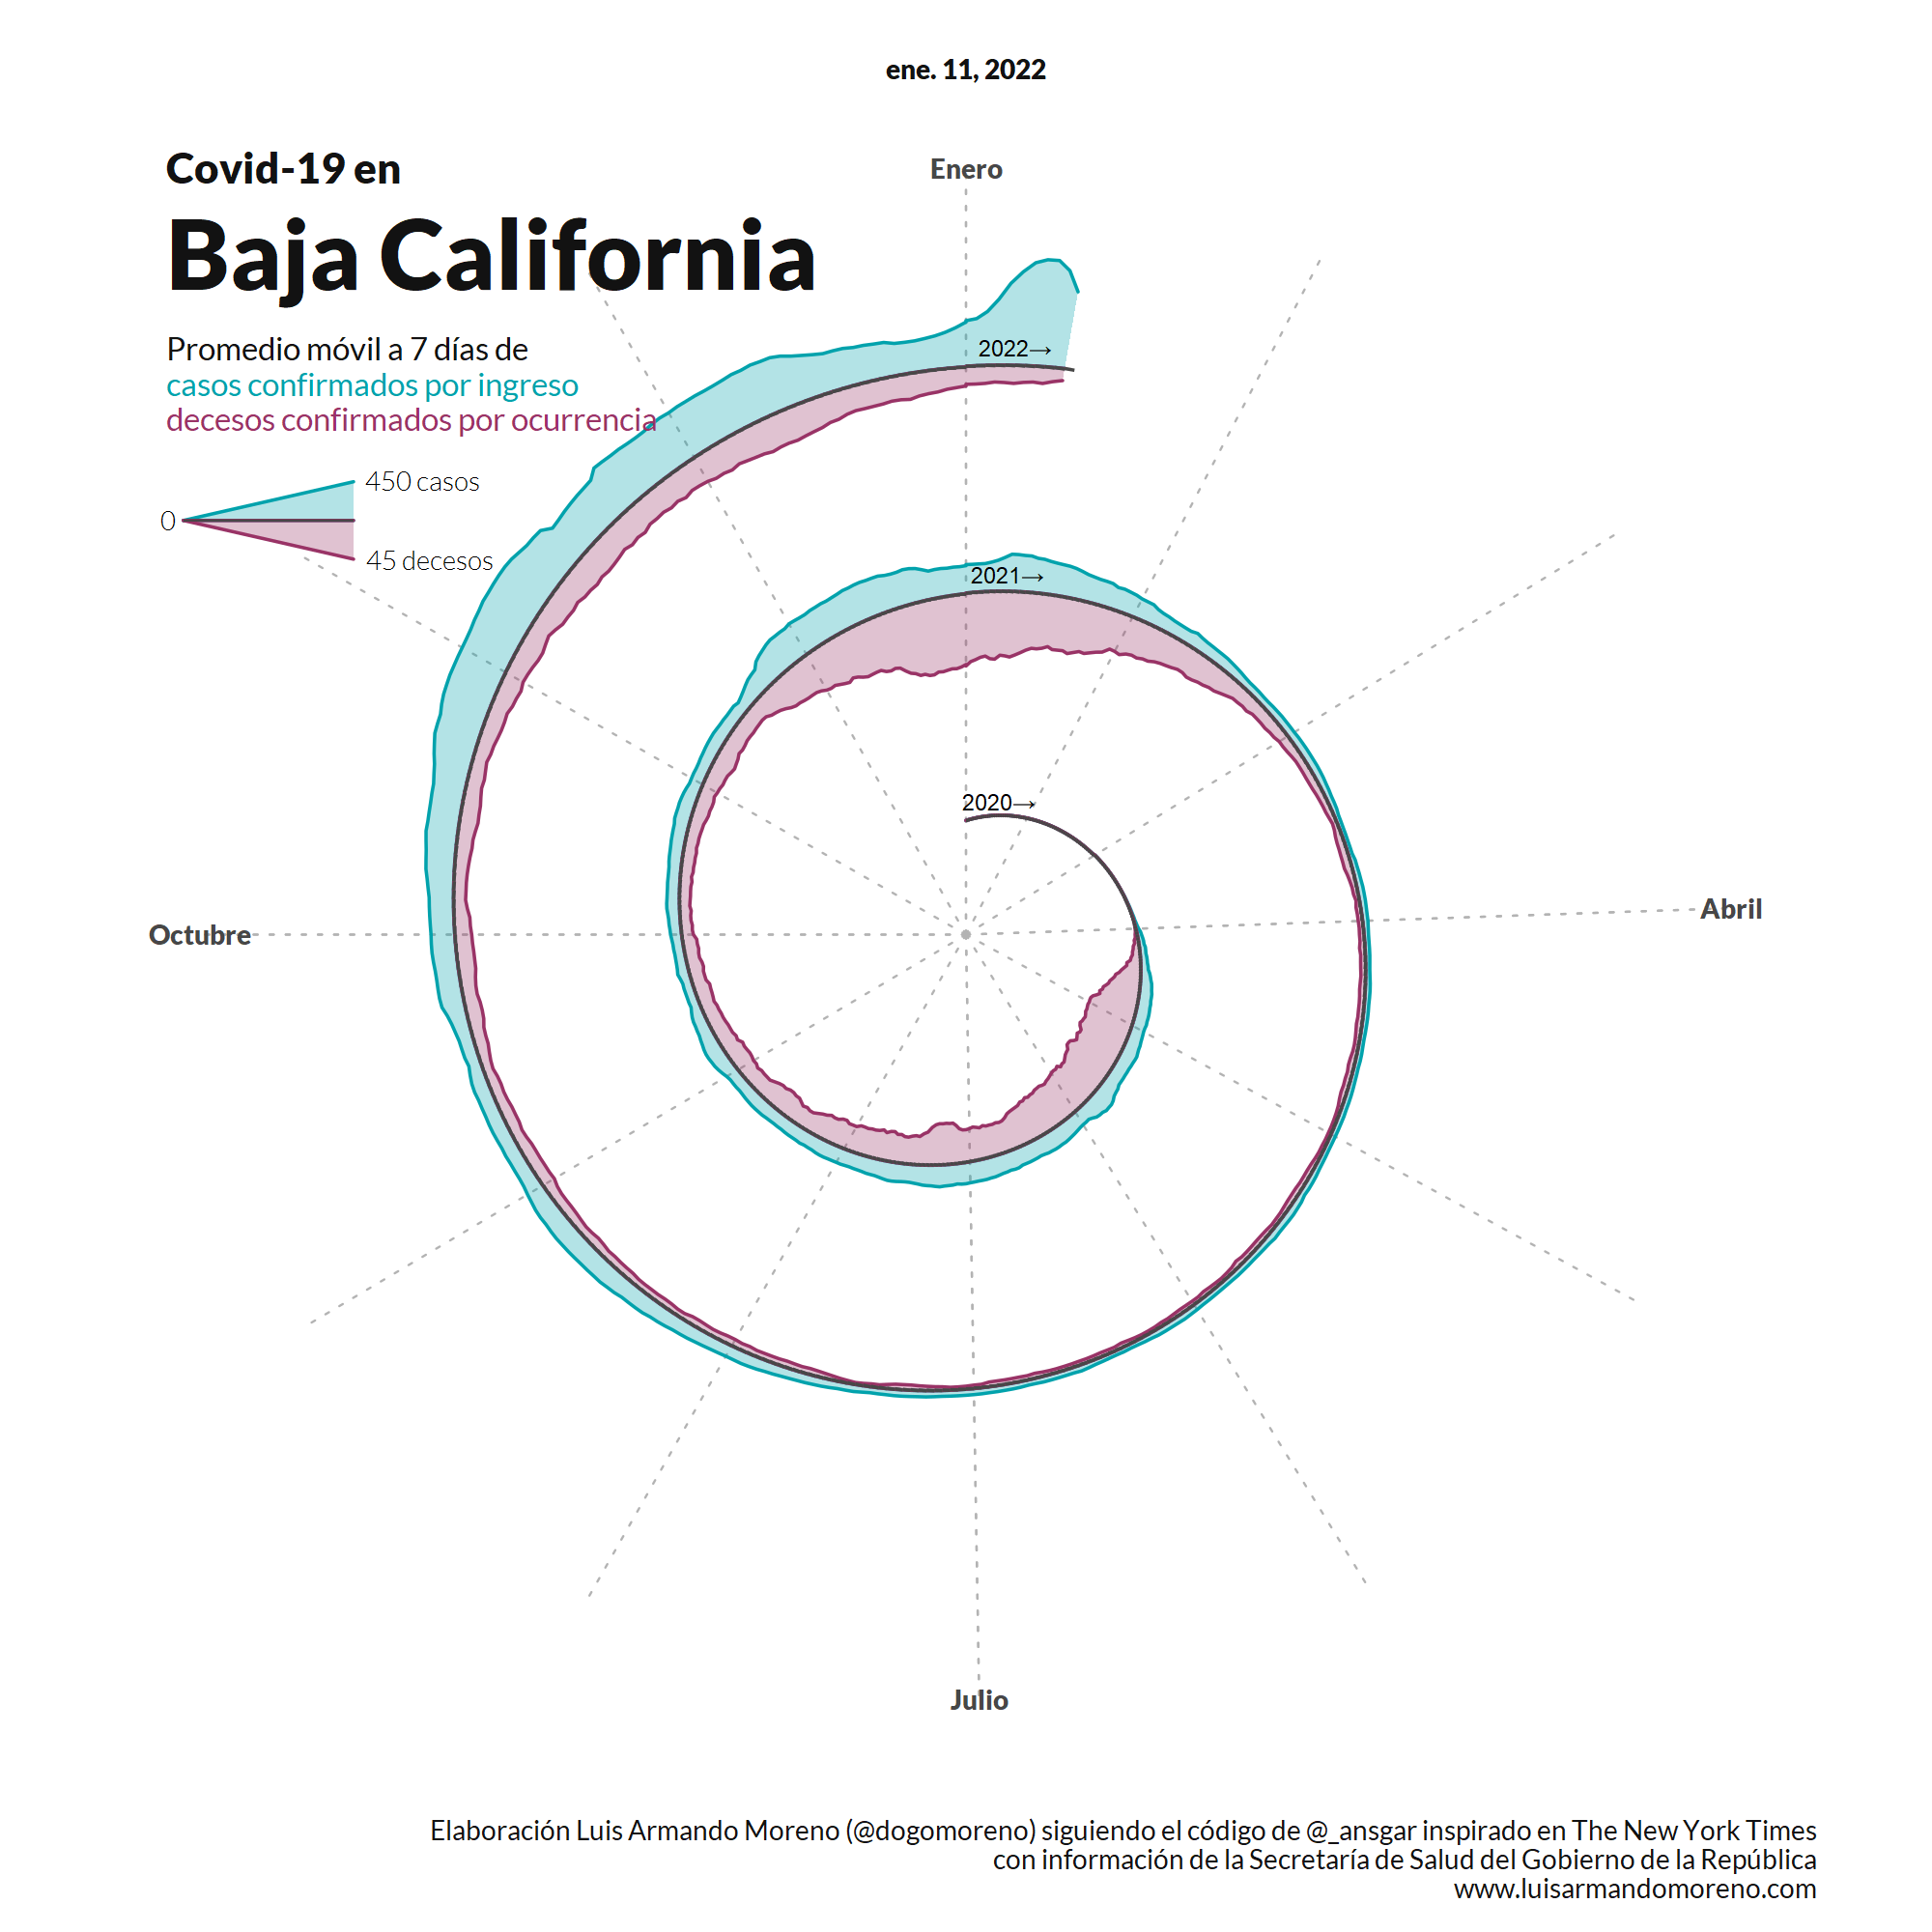 ene. 11, 2022
Covid-19 en
Baja California
Promedio móvil a 7 días de
casos confirmados por ingreso
decesos confirmados por ocurrencia
450 casos
0
45 decesos
Enero
2022→
2021→
2020→
Abril
Octubre
Julio
Elaboración Luis Armando Moreno (@dogomoreno) siguiendo el código de @_ansgar inspirado en The New York Times
con información de la Secretaría de Salud del Gobierno de la República
www.luisarmandomoreno.com